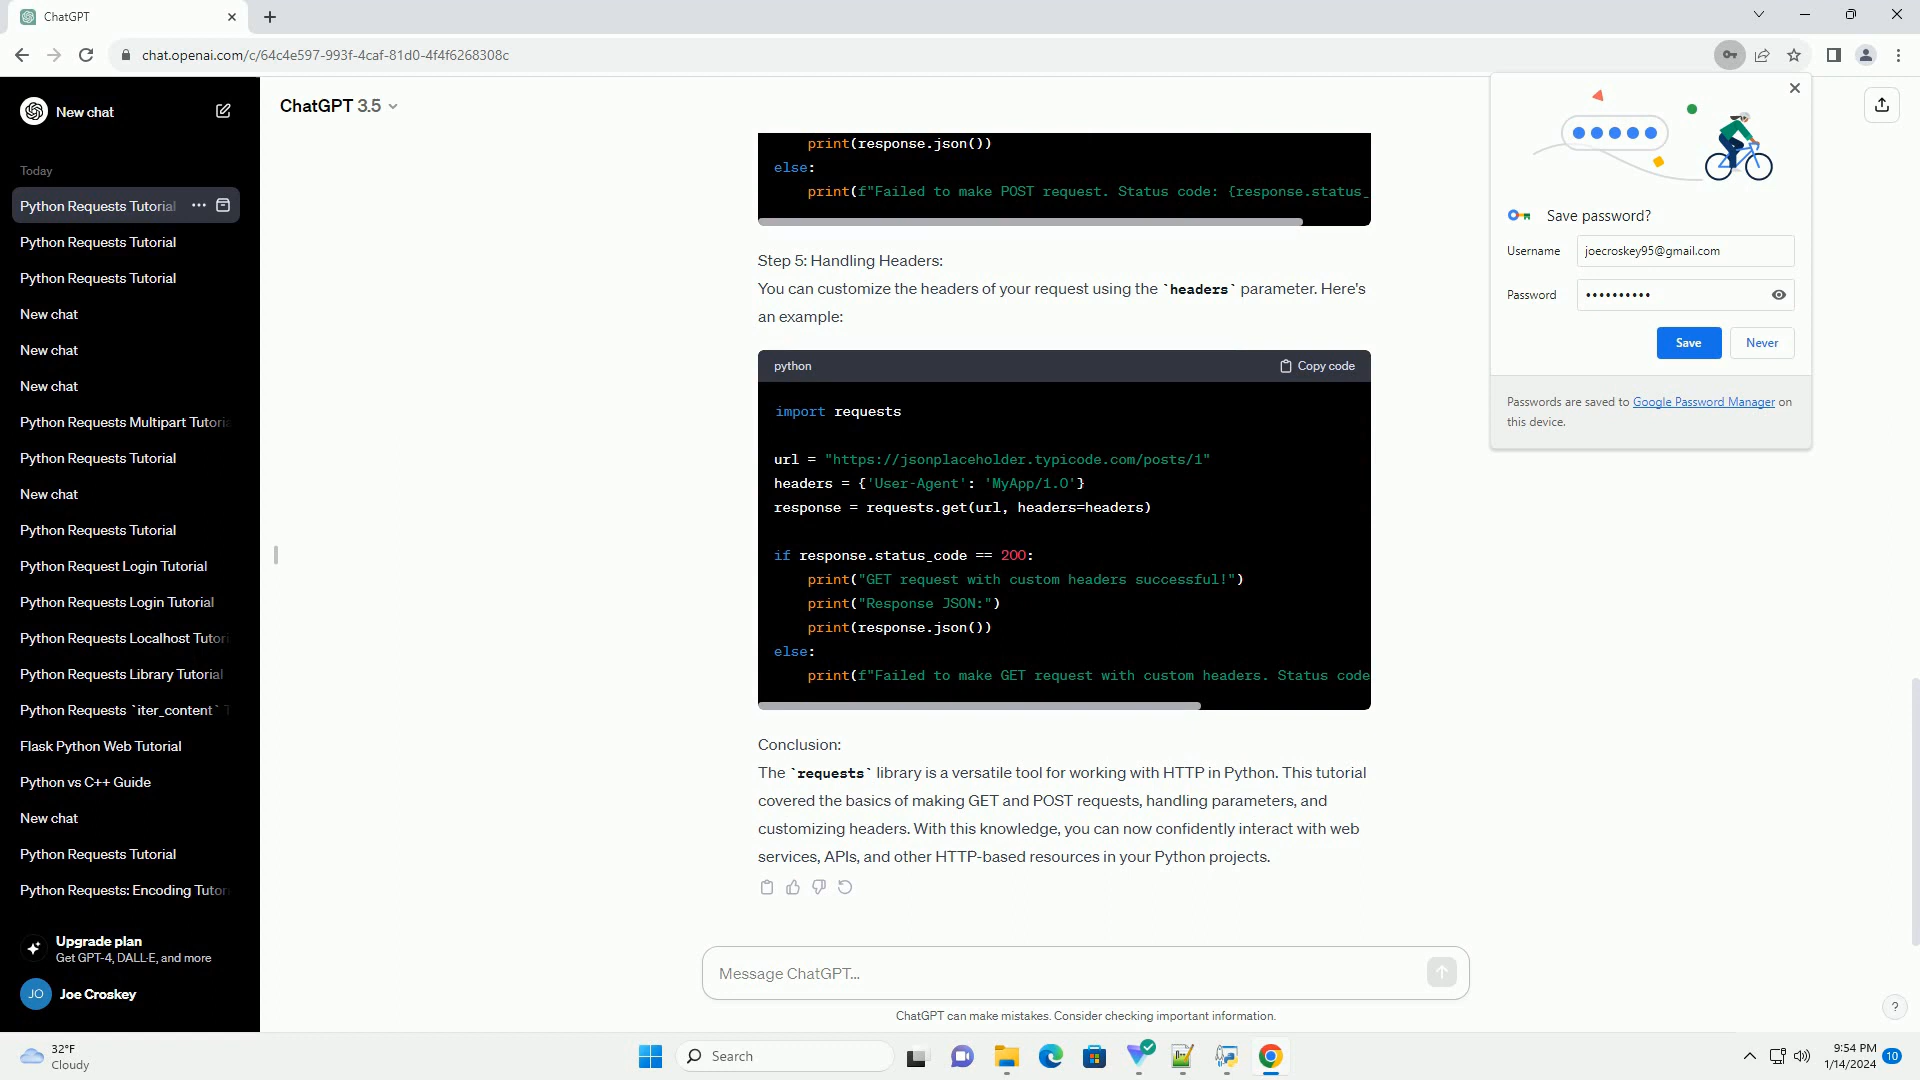 ChatGPT
chat.openai.com/c/64c4e597-993f-4caf-81d0-4f4f6268308c
New chat
Today
Python Requests Tutorial
Python Requests Tutorial
Python Requests Tutorial
New chat
New chat
New chat
Python Requests Multipart Tutoria
Python Requests Tutorial
New chat
Python Requests Tutorial
Python Request Login Tutorial
Python Requests Login Tutorial
Python Requests Localhost Tutori
Python Requests Library Tutorial
Python Requests `iter_content` T
Flask Python Web Tutorial
Python vs C++ Guide
New chat
Python Requests Tutorial
Python Requests: Encoding Tutor
Upgrade plan
Get GPT-4, DALL·E, and more
JO
Joe Croskey
ChatGPT 3.5
print(response.json())
else:
print(f"Failed to make POST request. Status code: {response.status_
Step 5: Handling Headers:
You can customize the headers of your request using the `headers` parameter. Here's
an example:
python
Copy code
import requests
url = "https://jsonplaceholder.typicode.com/posts/1"
headers = {'User-Agent': 'MyApp/1.0'}
response = requests.get(url, headers=headers)
if response.status_code == 200:
print("GET request with custom headers successful!")
print("Response JSON:")
print(response.json())
else:
print(f"Failed to make GET request with custom headers. Status code
Conclusion:
The `requests` library is a versatile tool for working with HTTP in Python. This tutorial
covered the basics of making GET and POST requests, handling parameters, and
customizing headers. With this knowledge, you can now confidently interact with web
services, APIs, and other HTTP-based resources in your Python projects.
Message ChatGPT...
ChatGPT can make mistakes. Consider checking important information.
?
Save password?
Username
joecroskey95@gmail.com
Password
••••••••••
Save
Never
Passwords are saved to Google Password Manager on
this device.
32°F
Cloudy
Search
9:54 PM
1/14/2024
10